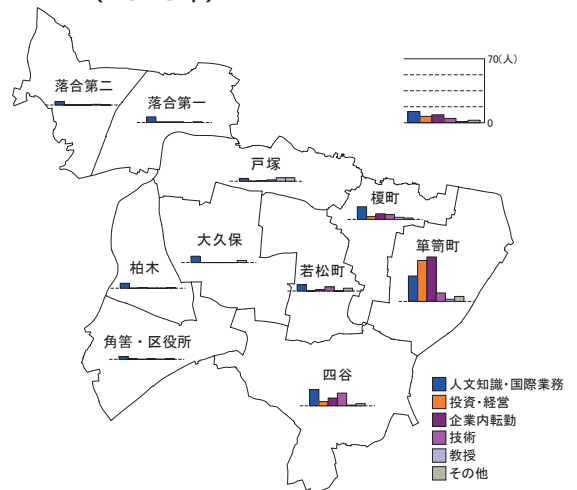 70(人)
0
落合第二
落合第一
戸塚
榎町
大久保
箪笥町
柏木
若松町
角筈・区役所
四谷
人文知識・国際業務
投資・経営
企業内転勤
技術
教授
その他